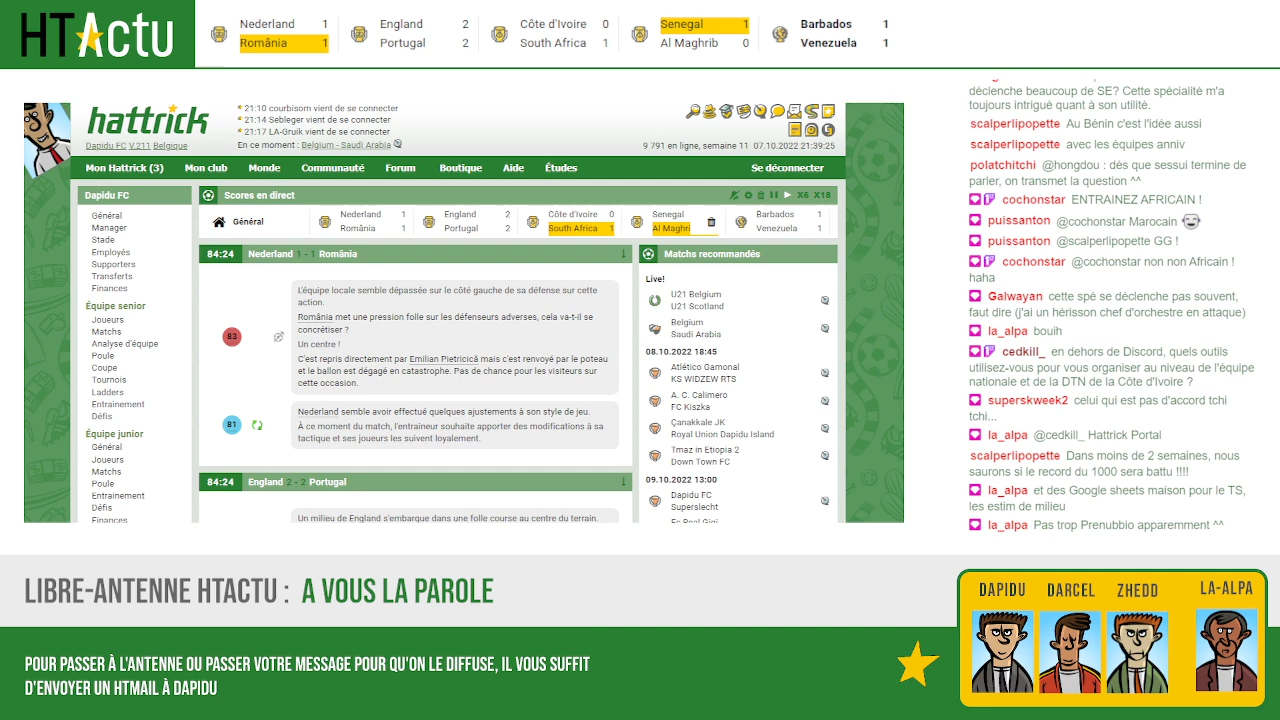 HTActu
Nederland 1
România 1
England 2
Portugal 2
Côte d'Ivoire 0
South Africa 1
Senegal 1
Al Maghrib 0
Barbados 1
Venezuela 1
hattrick
Dapidu FC V.211 Belgique
21:10 courbisom vient de se connecter
21:14 Sebleger vient de se connecter
21:17 LA-Gruik vient de se connecter
En ce moment : Belgium - Saudi Arabia
9 791 en ligne, semaine 11 07.10.2022 21:39:25
Mon Hattrick (3) Mon club Monde Communauté Forum Boutique Aide Études Se déconnecter
Dapidu FC
Général
Manager
Stade
Employés
Supporters
Transferts
Finances
Équipe senior
Joueurs
Matchs
Analyse d'équipe
Poule
Coupe
Tournois
Ladders
Entrainement
Défis
Équipe junior
Général
Joueurs
Matchs
Poule
Entrainement
Défis
Finances
Scores en direct
X6 X18
Général
Nederland 1
România 1
England 2
Portugal 2
Côte d'Ivoire 0
South Africa 1
Senegal
Al Maghri
Barbados 1
Venezuela 1
84:24 Nederland 1 - 1 România
83
L'équipe locale semble dépassée sur le côté gauche de sa défense sur cette
action.
România met une pression folle sur les défenseurs adverses, cela va-t-il se
concrétiser ?
Un centre !
C'est repris directement par Emilian Pietricică mais c'est renvoyé par le poteau
et le ballon est dégagé en catastrophe. Pas de chance pour les visiteurs sur
cette occasion.
81
Nederland semble avoir effectué quelques ajustements à son style de jeu.
À ce moment du match, l'entraineur souhaite apporter des modifications à sa
tactique et ses joueurs les suivent loyalement.
84:24 England 2 - 2 Portugal
Un milieu de England s'embarque dans une folle course au centre du terrain.
Matchs recommandés
Live!
U21 Belgium
U21 Scotland
Belgium
Saudi Arabia
08.10.2022 18:45
Atlético Gamonal
KS WIDZEW RTS
A. C. Calimero
FC Kiszka
Çanakkale JK
Royal Union Dapidu Island
Tmaz in Etiopia 2
Down Town FC
09.10.2022 13:00
Dapidu FC
Superslecht
Fc Real Gigi
déclenche beaucoup de SE? Cette spécialité m'a
toujours intrigué quant à son utilité.
scalperlipopette Au Bénin c'est l'idée aussi
scalperlipopette avec les équipes anniv
polatchitchi @hongdou : dès que sessui termine de
parler, on transmet la question ^^
cochonstar ENTRAINEZ AFRICAIN !
puissanton @cochonstar Marocain
puissanton @scalperlipopette GG !
cochonstar @cochonstar non non Africain !
haha
Galwayan cette spé se déclenche pas souvent,
faut dire (j'ai un hérisson chef d'orchestre en attaque)
la_alpa bouih
cedkill_ en dehors de Discord, quels outils
utilisez-vous pour vous organiser au niveau de l'équipe
nationale et de la DTN de la Côte d'Ivoire ?
superskweek2 celui qui est pas d'accord tchi
tchi...
la_alpa @cedkill_ Hattrick Portal
scalperlipopette Dans moins de 2 semaines, nous
saurons si le record du 1000 sera battu !!!!
la_alpa et des Google sheets maison pour le TS,
les estim de milieu
la_alpa Pas trop Prenubbio apparemment ^^
LIBRE-ANTENNE HTACTU : A VOUS LA PAROLE
DAPIDU DARCEL ZHEDD LA-ALPA
POUR PASSER À L'ANTENNE OU PASSER VOTRE MESSAGE POUR QU'ON LE DIFFUSE, IL VOUS SUFFIT
D'ENVOYER UN HTMAIL À DAPIDU